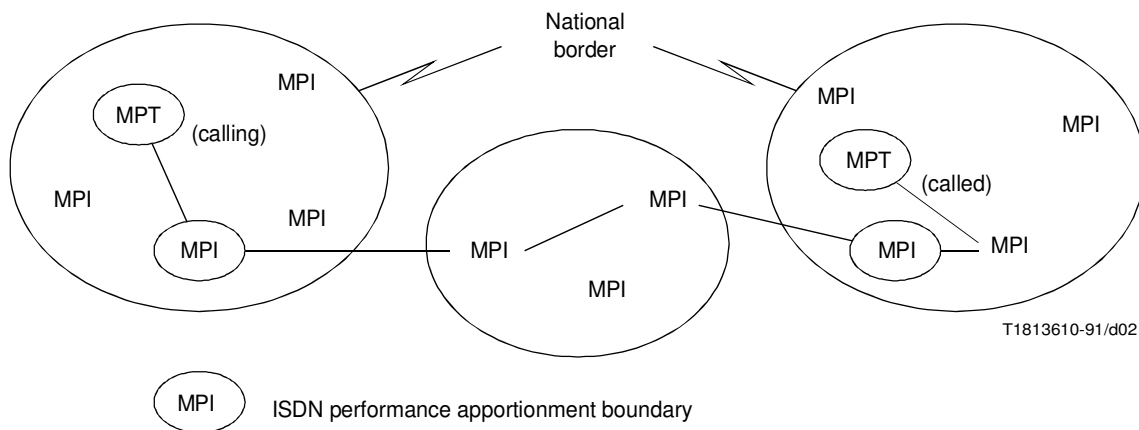 National
border
MPI
MPT
(calling)
MPI
MPI
MPI
MPI
MPI
MPI
MPI
MPI
MPT
(called)
MPI
MPI
MPI
T1813610-91/d02
MPI ISDN performance apportionment boundary